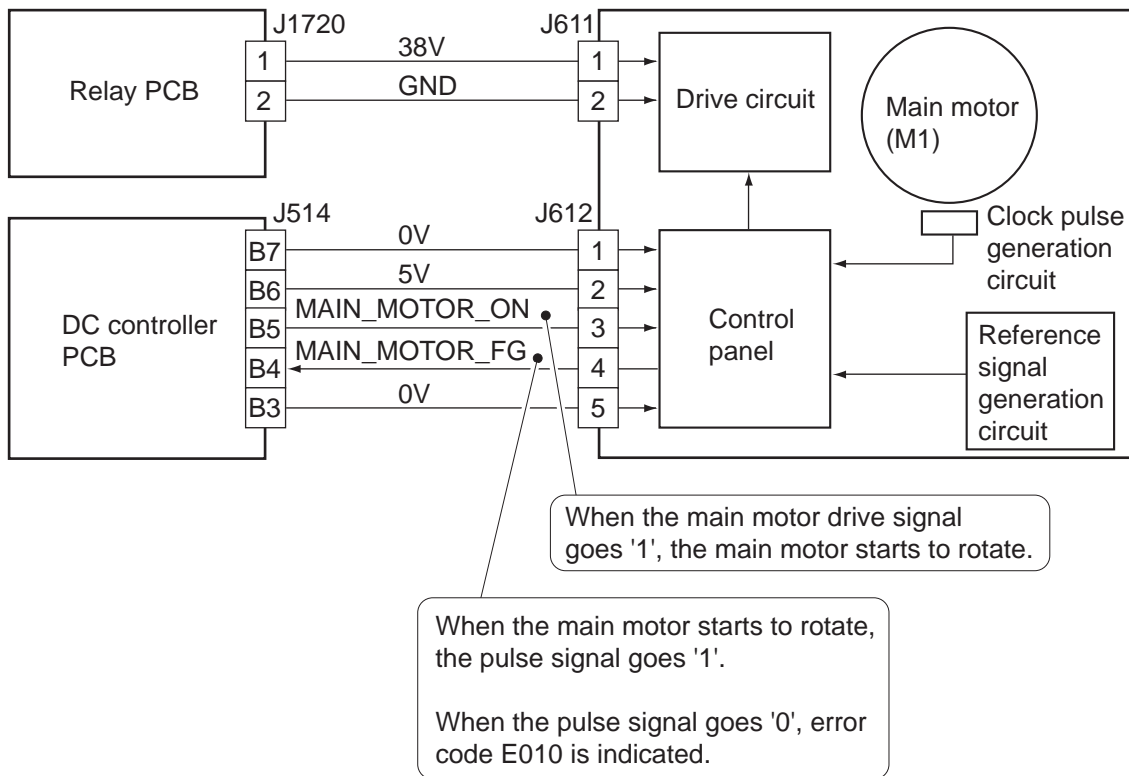 J1720
J611
Relay PCB
1
38V
1
2
GND
2
Drive circuit
Main motor
(M1)
J514
J612
DC controller
PCB
B7
0V
1
B6
5V
2
B5
MAIN_MOTOR_ON
3
B4
MAIN_MOTOR_FG
4
B3
0V
5
Control
panel
Clock pulse
generation
circuit
Reference
signal
generation
circuit
When the main motor drive signal
goes '1', the main motor starts to rotate.
When the main motor starts to rotate,
the pulse signal goes '1'.
When the pulse signal goes '0', error
code E010 is indicated.